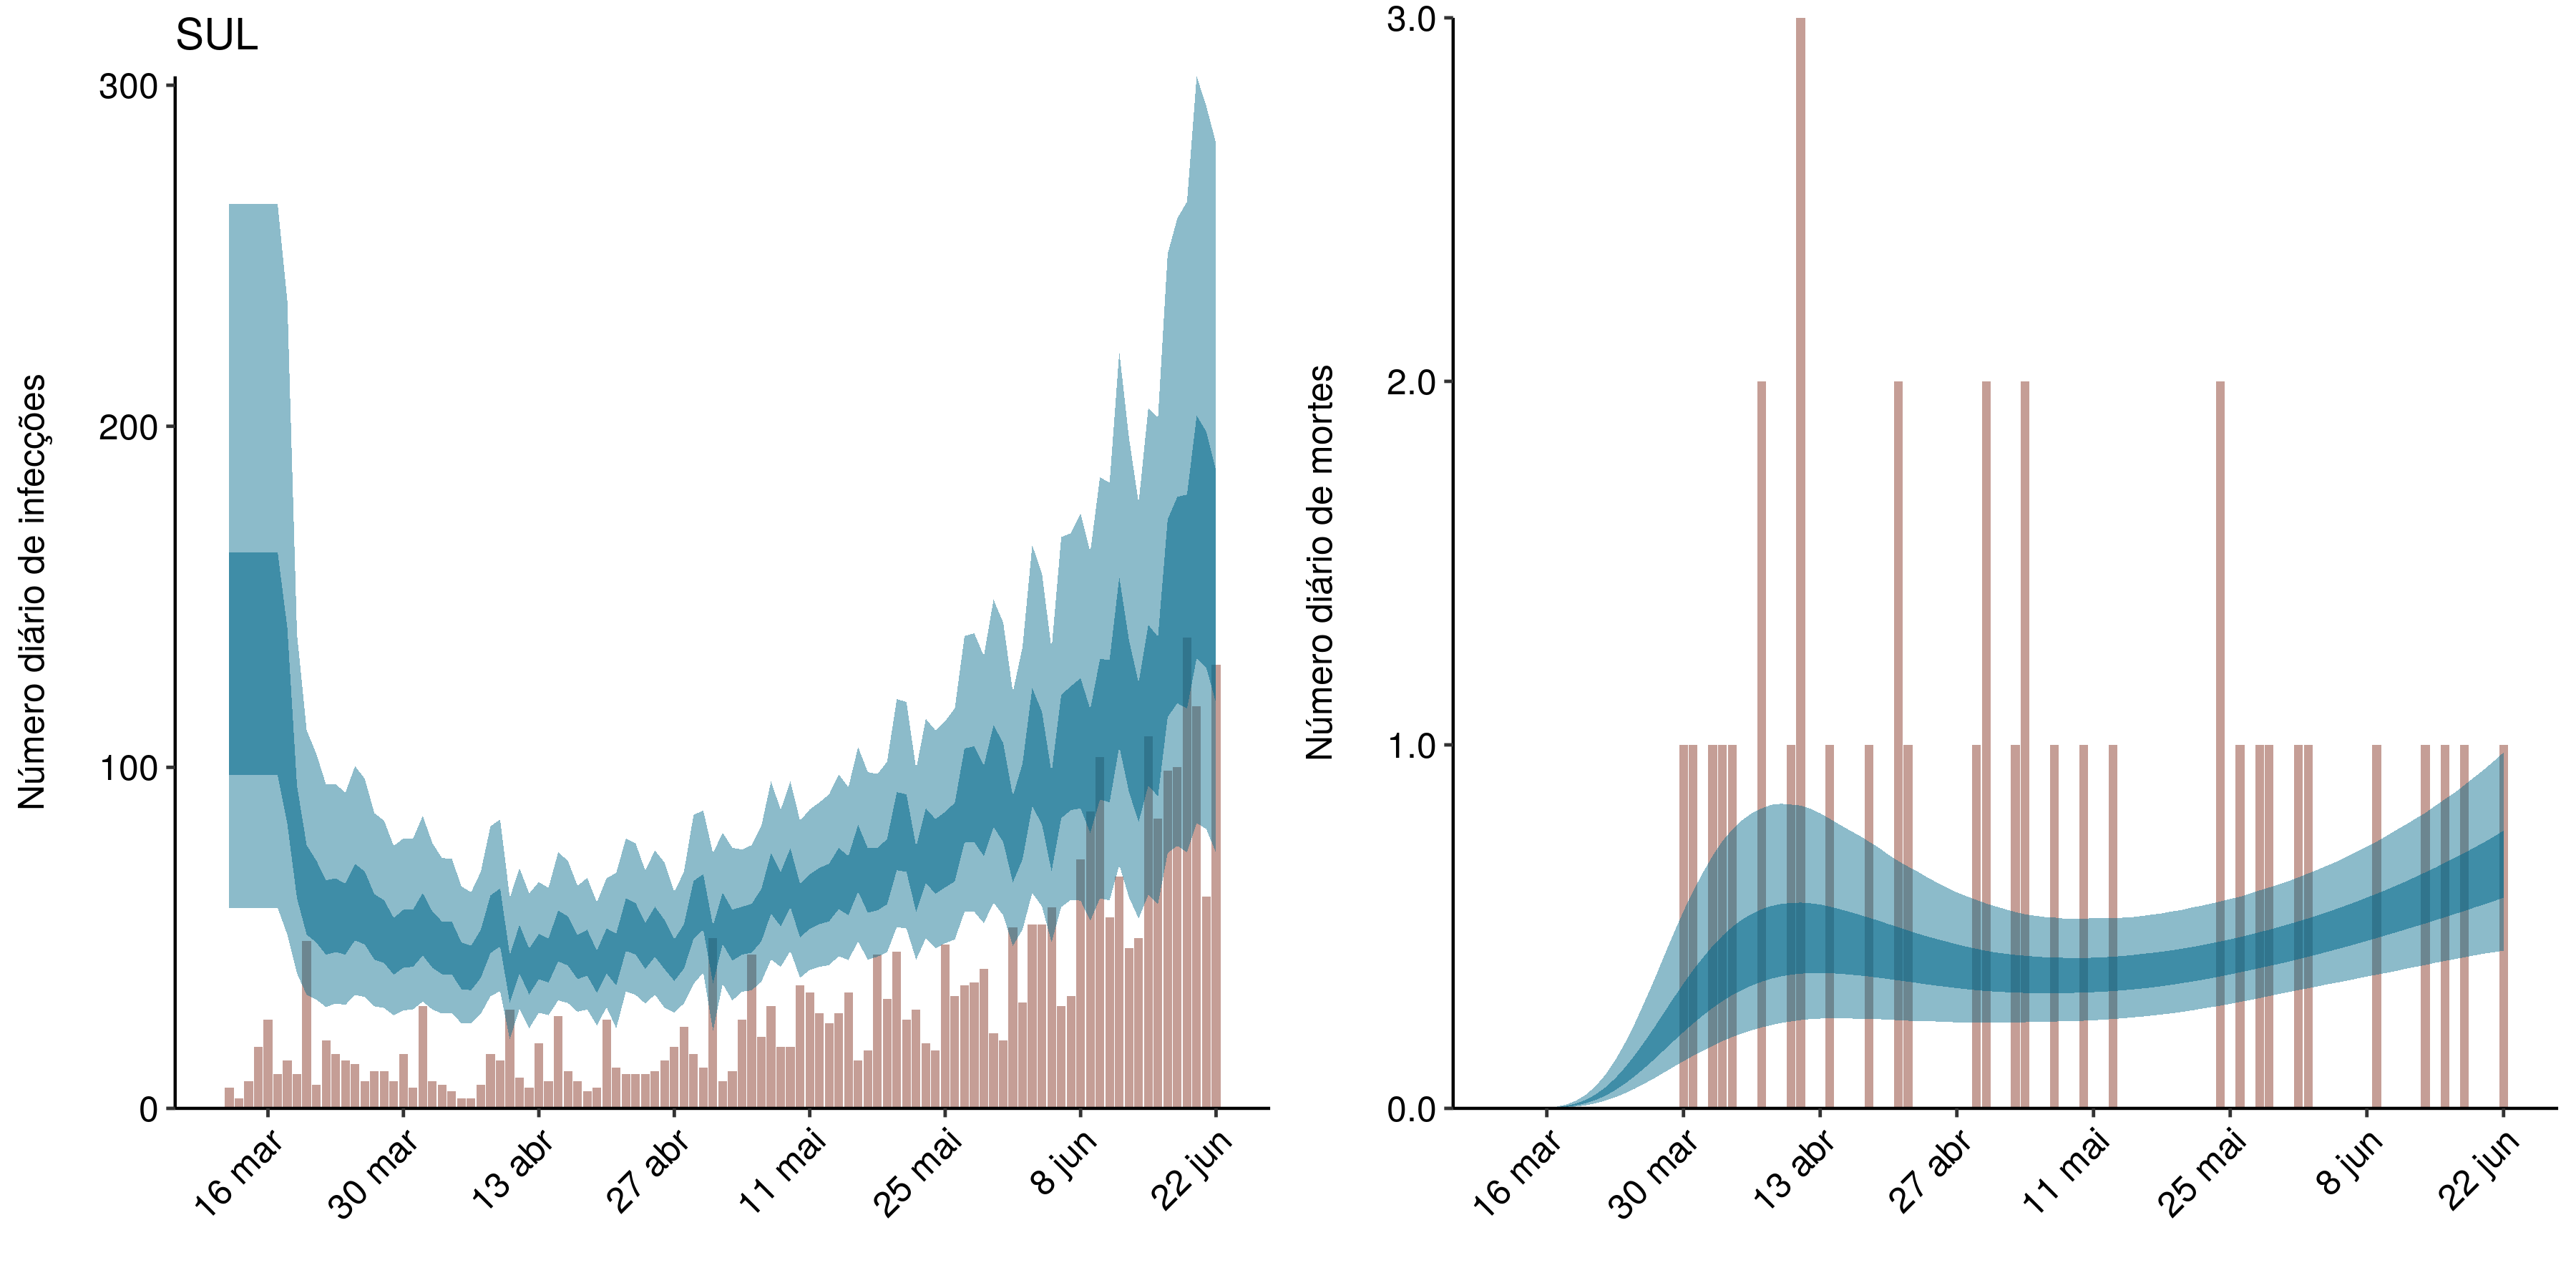 SUL
Número diário de infecções
300
200
100
0
16 mar
30 mar
13 abr
27 abr
11 mai
25 mai
8 jun
22 jun
Número diário de mortes
3.0
2.0
1.0
0.0
16 mar
30 mar
13 abr
27 abr
11 mai
25 mai
8 jun
22 jun